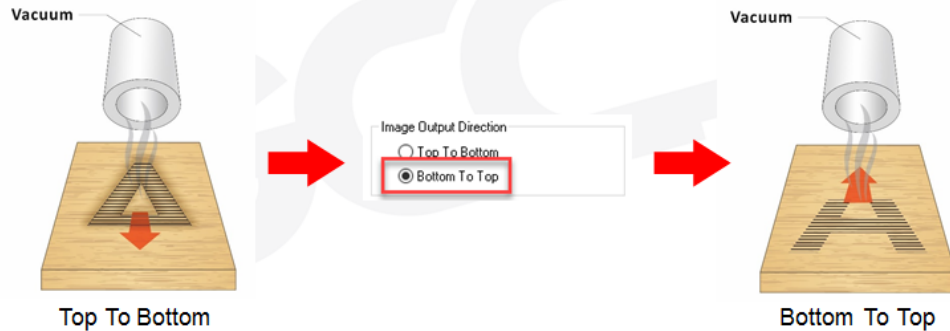 Vacuum
Vacuum
Image Output Direction
Top To Bottom
Bottom To Top
Top To Bottom
Bottom To Top